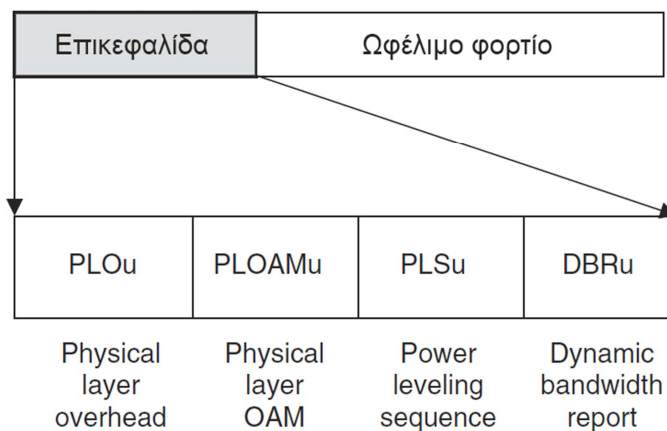 Επικεφαλίδα Ωφέλιμο φορτίο
PLOu PLOAMu PLSu DBRu
Physical Physical Power Dynamic
layer layer leveling bandwidth
overhead OAM sequence report